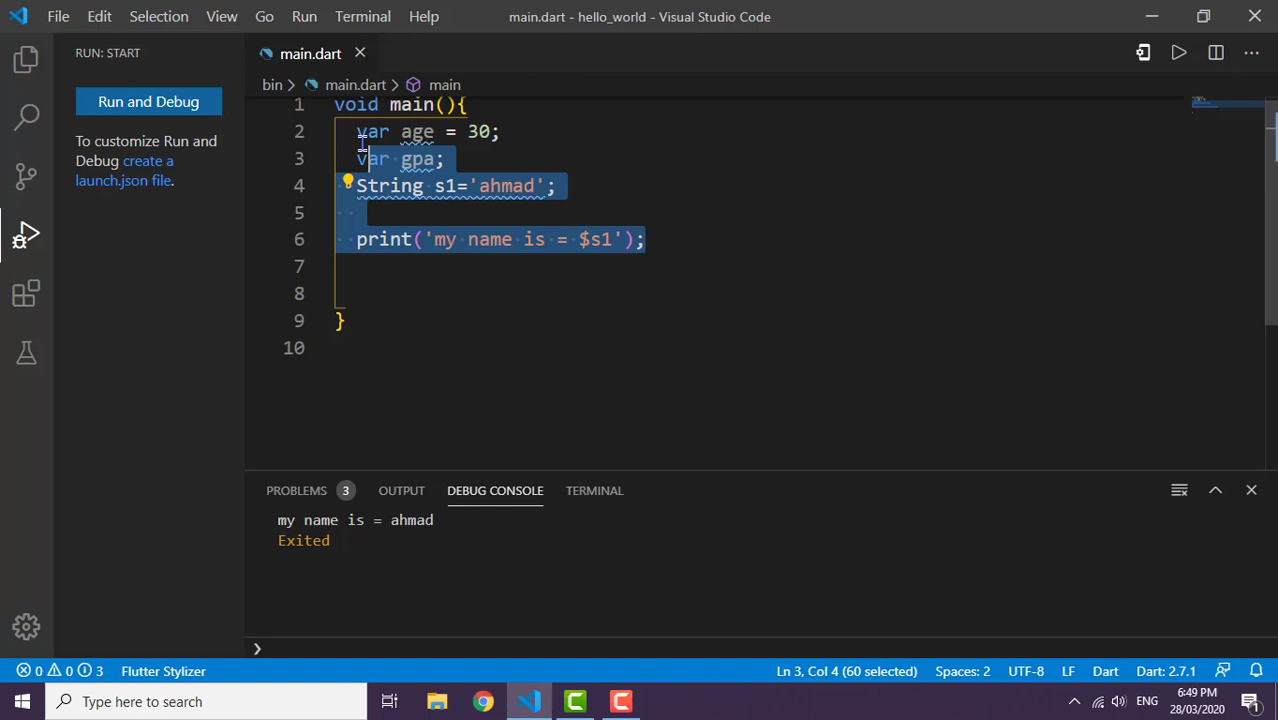 File Edit Selection View Go Run Terminal Help main.dart - hello_world - Visual Studio Code
RUN: START
main.dart
bin main.dart main
Run and Debug
To customize Run and
Debug create a
launch.json file.
1 void main(){
2 var age = 30;
3 var gpa;
4 String s1='ahmad';
5
6 print('my name is = $s1');
7
8
9 }
10
PROBLEMS 3 OUTPUT DEBUG CONSOLE TERMINAL
my name is = ahmad
Exited
0 0 3 Flutter Stylizer Ln 3, Col 4 (60 selected) Spaces: 2 UTF-8 LF Dart Dart: 2.7.1
Type here to search ENG 6:49 PM
28/03/2020 1